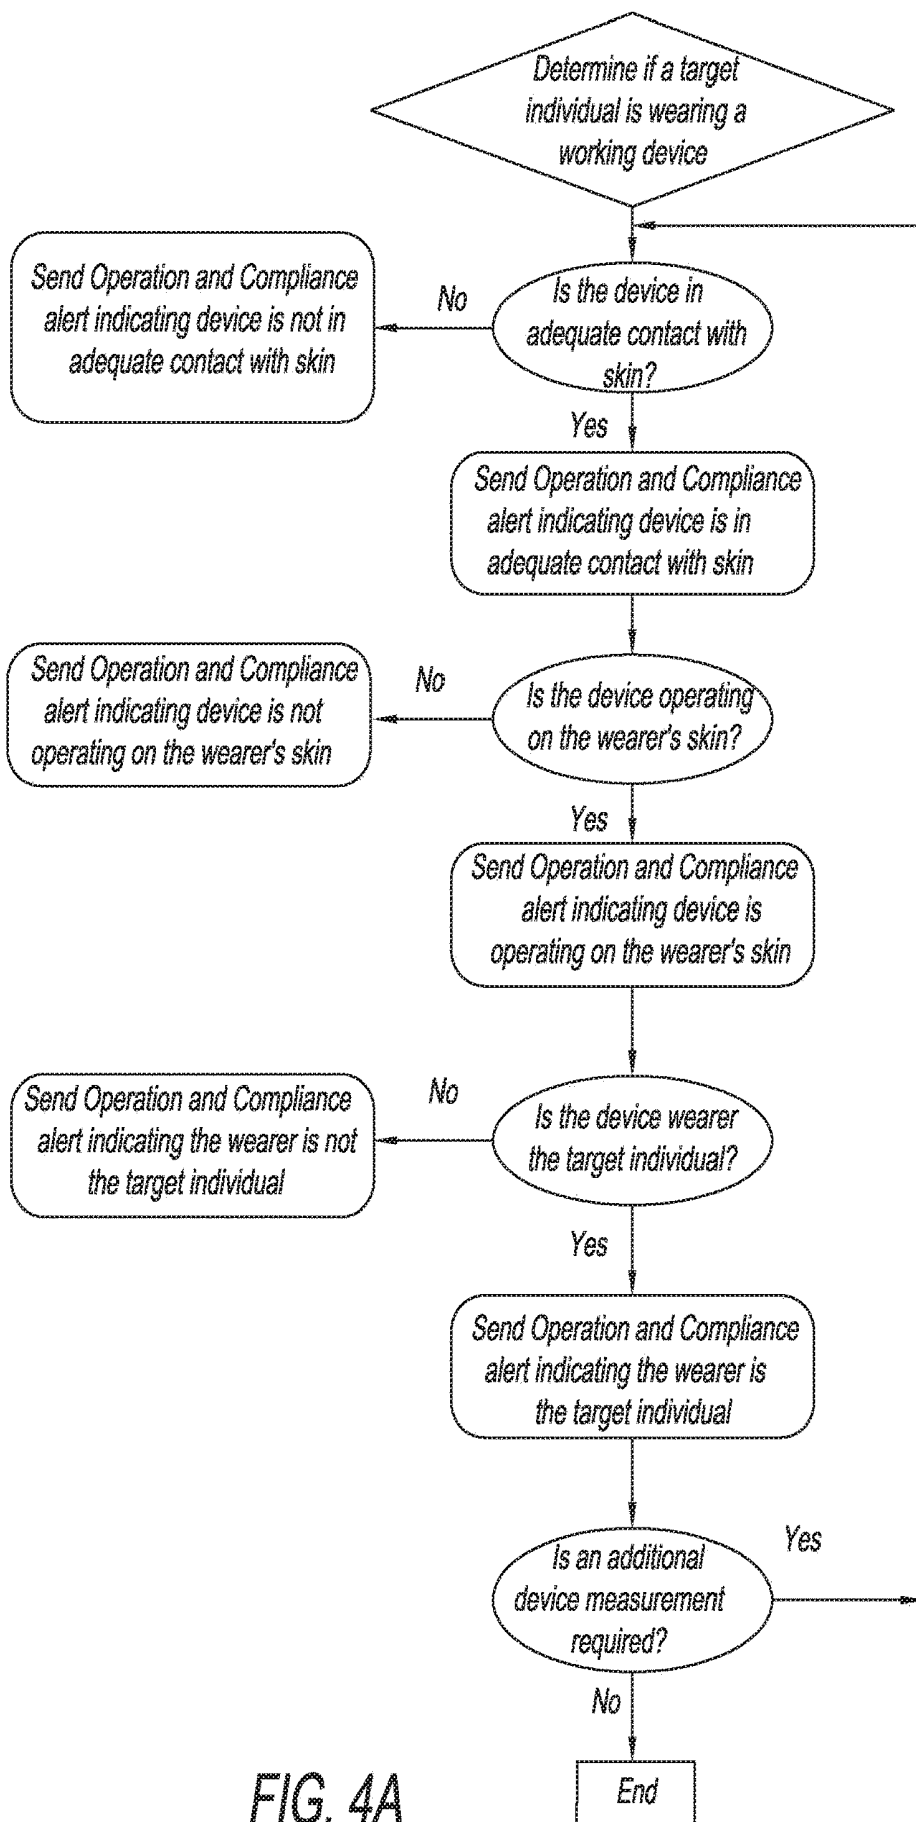 Determine if a target
individual is wearing a
working device
Is the device in
adequate contact with
skin?
No
Send Operation and Compliance
alert indicating device is not in
adequate contact with skin
Yes
Send Operation and Compliance
alert indicating device is in
adequate contact with skin
Is the device operating
on the wearer's skin?
No
Send Operation and Compliance
alert indicating device is not
operating on the wearer's skin
Yes
Send Operation and Compliance
alert indicating device is
operating on the wearer's skin
Is the device wearer
the target individual?
No
Send Operation and Compliance
alert indicating the wearer is not
the target individual
Yes
Send Operation and Compliance
alert indicating the wearer is
the target individual
Is an additional
device measurement
required?
Yes
No
End
FIG. 4A